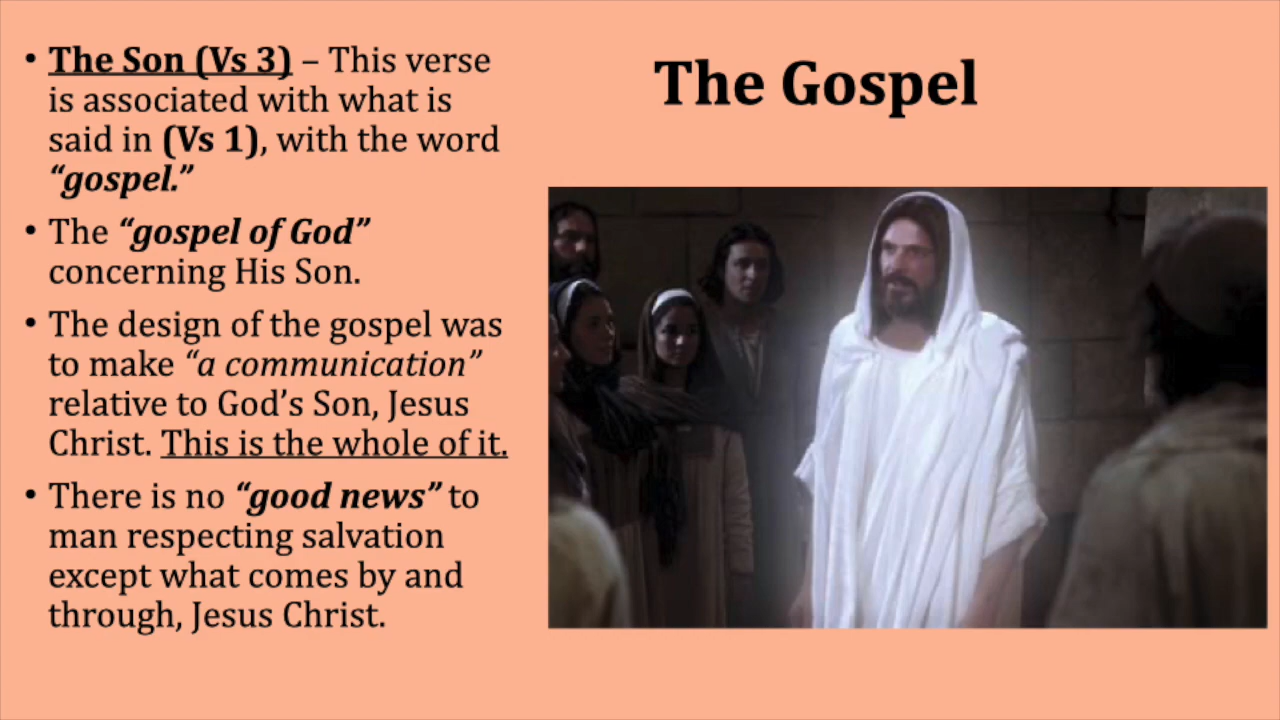 The Gospel
• The Son (Vs 3) – This verse
is associated with what is
said in (Vs 1), with the word
“gospel.”
• The “gospel of God”
concerning His Son.
• The design of the gospel was
to make “a communication”
relative to God’s Son, Jesus
Christ. This is the whole of it.
• There is no “good news” to
man respecting salvation
except what comes by and
through, Jesus Christ.